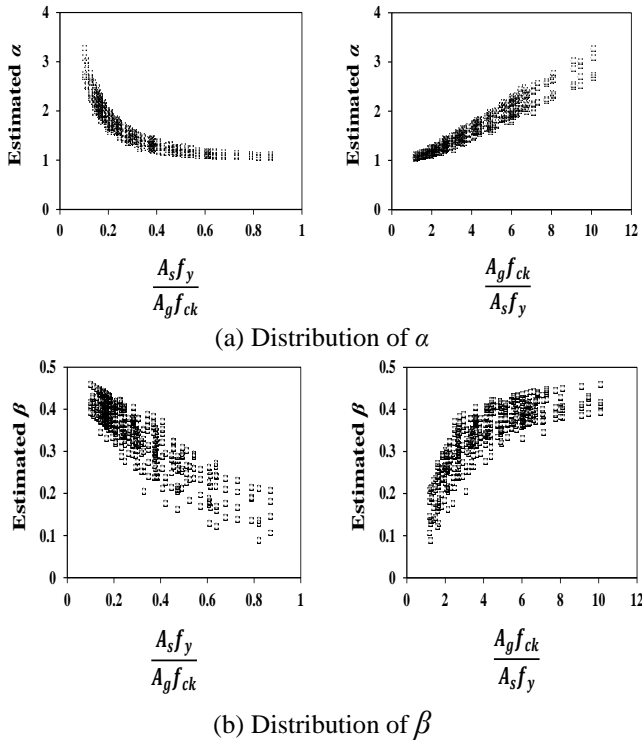 Estimated α
4
3
2
1
0
0 0.2 0.4 0.6 0.8 1
A_s f_y
A_g f_ck
Estimated α
4
3
2
1
0
0 2 4 6 8 10 12
A_g f_ck
A_s f_y
(a) Distribution of α
Estimated β
0.5
0.4
0.3
0.2
0.1
0
0 0.2 0.4 0.6 0.8 1
A_s f_y
A_g f_ck
Estimated β
0.5
0.4
0.3
0.2
0.1
0
0 2 4 6 8 10 12
A_g f_ck
A_s f_y
(b) Distribution of β